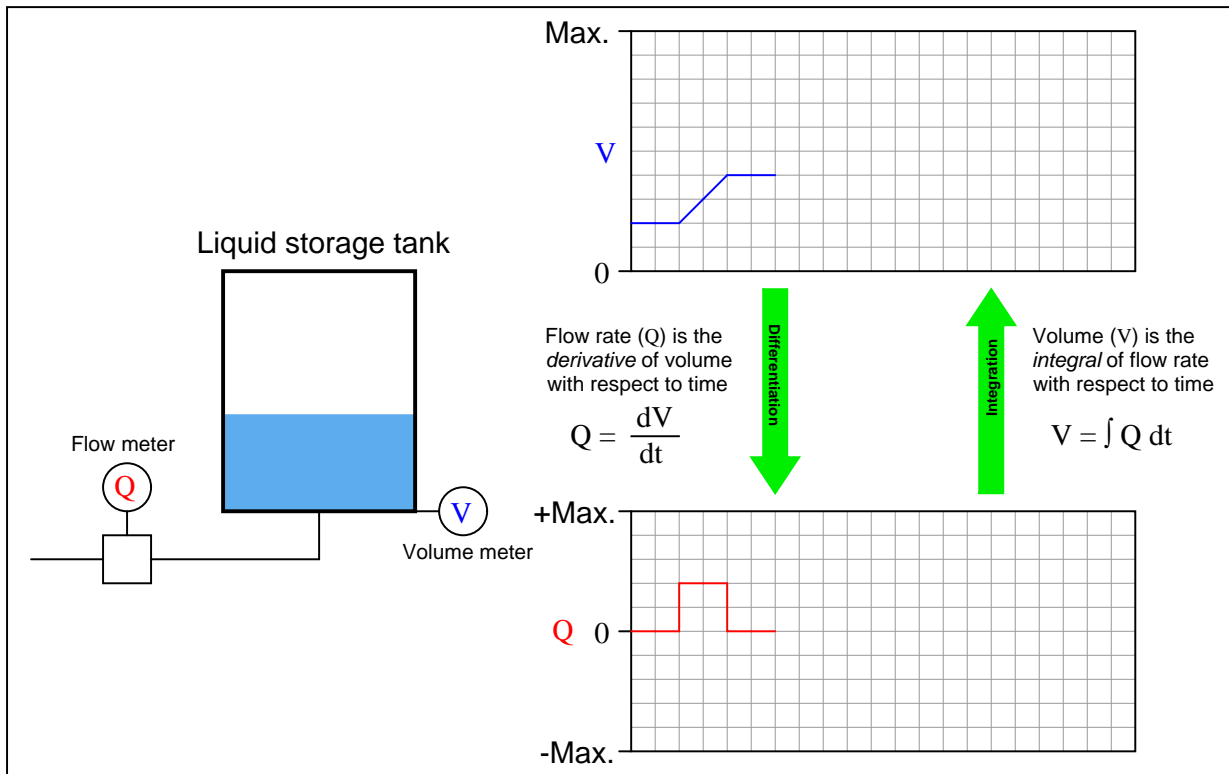 Max.
V
0
Liquid storage tank
Flow meter
Q
V
Volume meter
Flow rate (Q) is the
derivative of volume
with respect to time
Q = dV
dt
Differentiation
Integration
Volume (V) is the
integral of flow rate
with respect to time
V = ∫ Q dt
+Max.
Q 0
-Max.